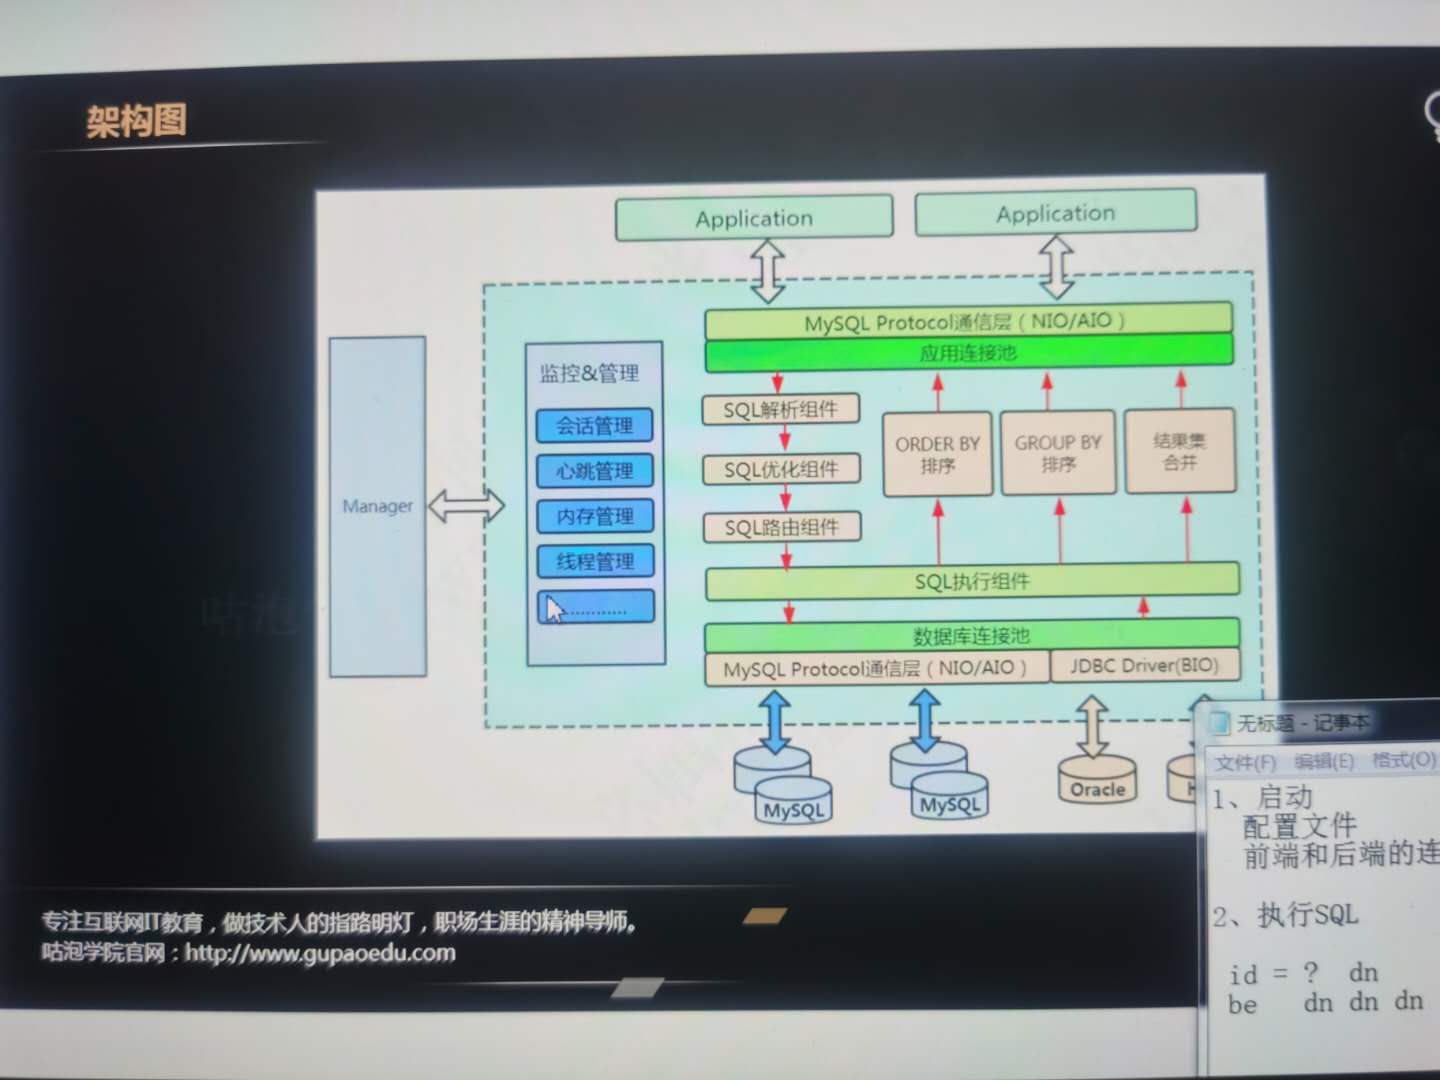 架构图
Application
Application
MySQL Protocol通信层（NIO/AIO）
应用连接池
监控&管理
会话管理
心跳管理
内存管理
线程管理
............
Manager
SQL解析组件
SQL优化组件
SQL路由组件
ORDER BY
排序
GROUP BY
排序
结果集
合并
SQL执行组件
数据库连接池
MySQL Protocol通信层（NIO/AIO）
JDBC Driver(BIO)
MySQL
MySQL
Oracle
咕泡
无标题 - 记事本
文件(F) 编辑(E) 格式(O)
1、启动
配置文件
前端和后端的连
2、执行SQL
id = ? dn
be dn dn dn
专注互联网IT教育，做技术人的指路明灯，职场生涯的精神导师。
咕泡学院官网：http://www.gupaoedu.com